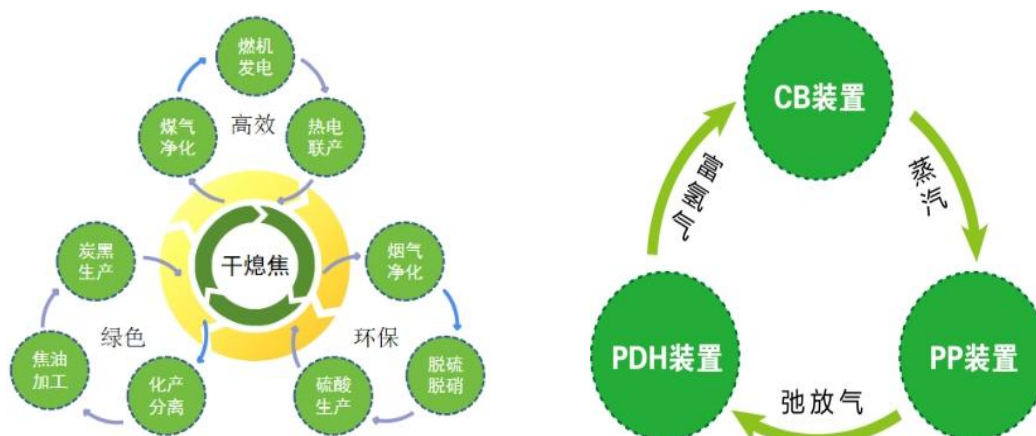 燃机
发电
煤气
净化
高效
热电
联产
干熄焦
炭黑
生产
绿色
焦油
加工
化产
分离
烟气
净化
环保
脱硫
脱硝
硫酸
生产
CB装置
富氢气
蒸汽
PDH装置
PP装置
弛放气